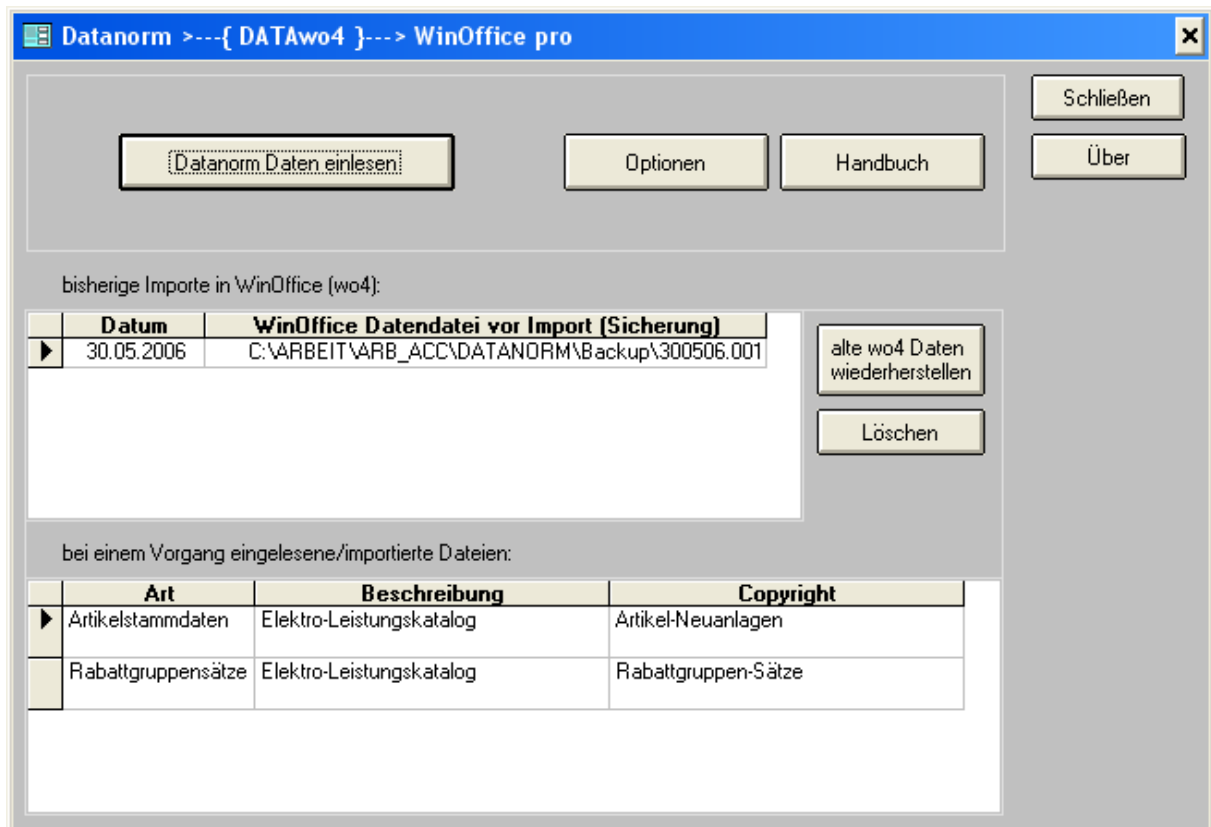 Datanorm >---{ DATAwo4 }---> WinOffice pro
Schließen
Datanorm Daten einlesen
Optionen
Handbuch
Über
bisherige Importe in WinOffice (wo4):
Datum WinOffice Datendatei vor Import (Sicherung)
30.05.2006 C:\ARBEIT\ARB_ACC\DATANORM\Backup\300506.001
alte wo4 Daten
wiederherstellen
Löschen
bei einem Vorgang eingelesene/importierte Dateien:
Art Beschreibung Copyright
Artikelstammdaten Elektro-Leistungskatalog Artikel-Neuanlagen
Rabattgruppensätze Elektro-Leistungskatalog Rabattgruppen-Sätze